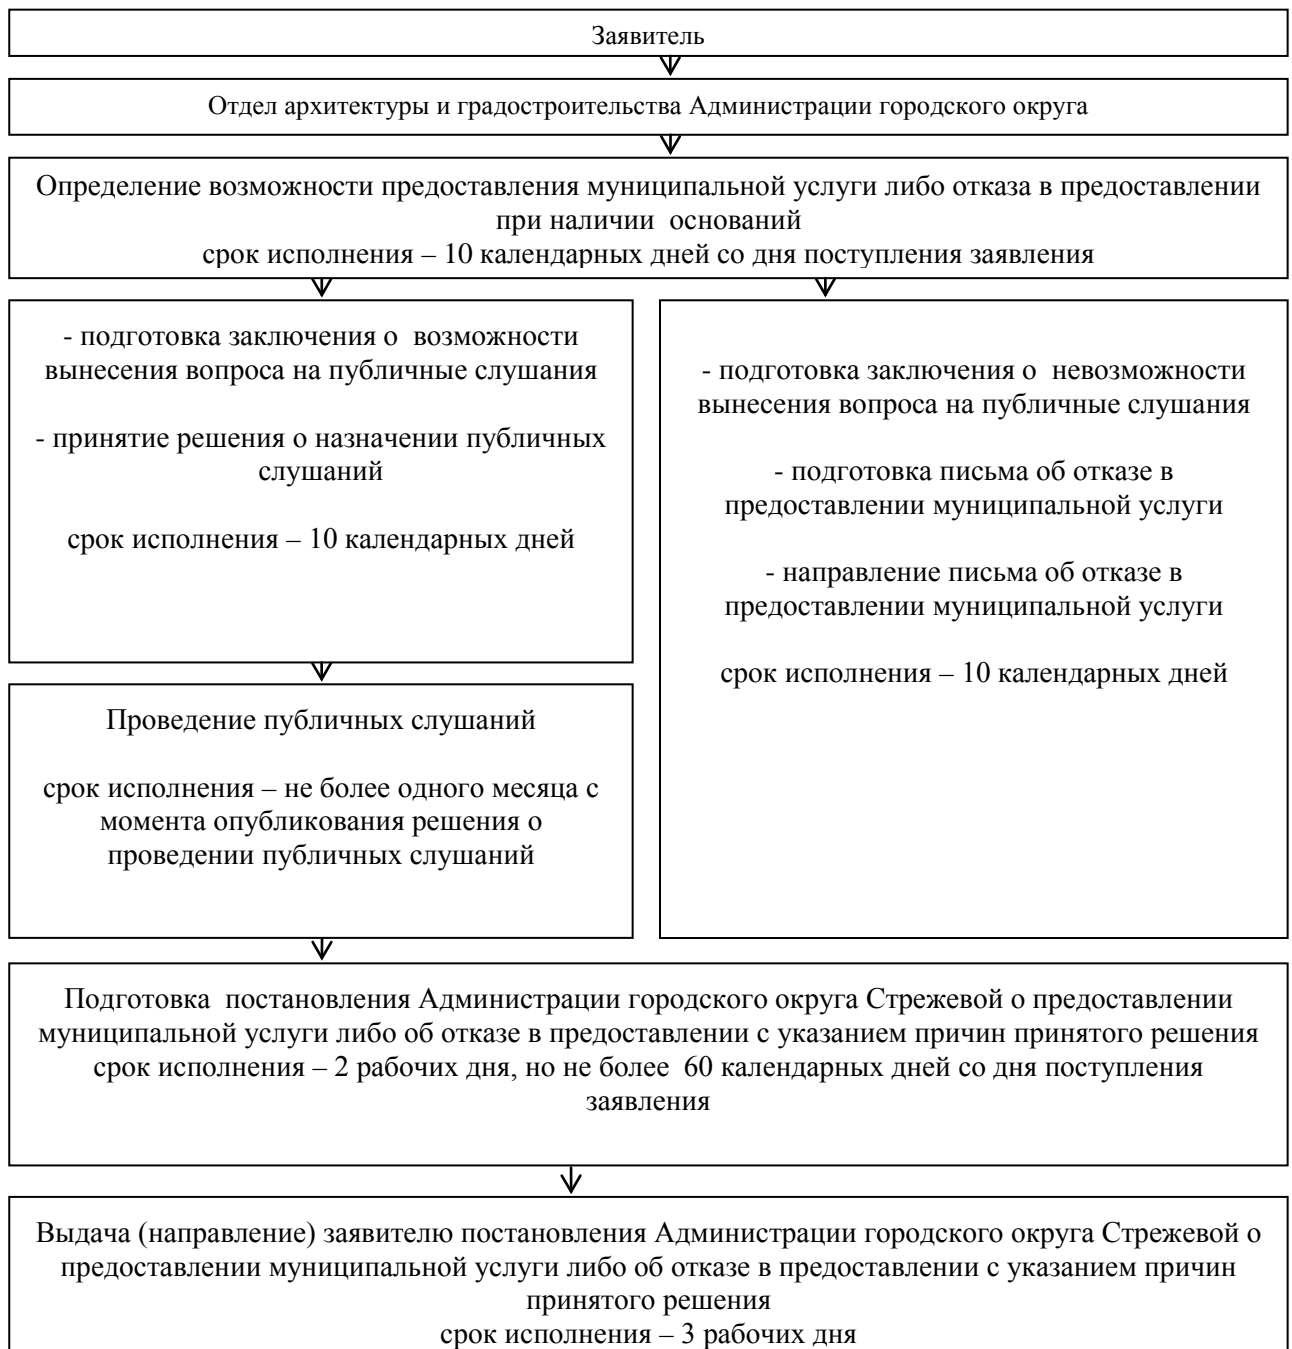 Заявитель
Отдел архитектуры и градостроительства Администрации городского округа
Определение возможности предоставления муниципальной услуги либо отказа в предоставлении
при наличии оснований
срок исполнения – 10 календарных дней со дня поступления заявления
- подготовка заключения о возможности
вынесения вопроса на публичные слушания
- принятие решения о назначении публичных
слушаний
срок исполнения – 10 календарных дней
- подготовка заключения о невозможности
вынесения вопроса на публичные слушания
- подготовка письма об отказе в
предоставлении муниципальной услуги
- направление письма об отказе в
предоставлении муниципальной услуги
срок исполнения – 10 календарных дней
Проведение публичных слушаний
срок исполнения – не более одного месяца с
момента опубликования решения о
проведении публичных слушаний
Подготовка постановления Администрации городского округа Стрежевой о предоставлении
муниципальной услуги либо об отказе в предоставлении с указанием причин принятого решения
срок исполнения – 2 рабочих дня, но не более 60 календарных дней со дня поступления
заявления
Выдача (направление) заявителю постановления Администрации городского округа Стрежевой о
предоставлении муниципальной услуги либо об отказе в предоставлении с указанием причин
принятого решения
срок исполнения – 3 рабочих дня